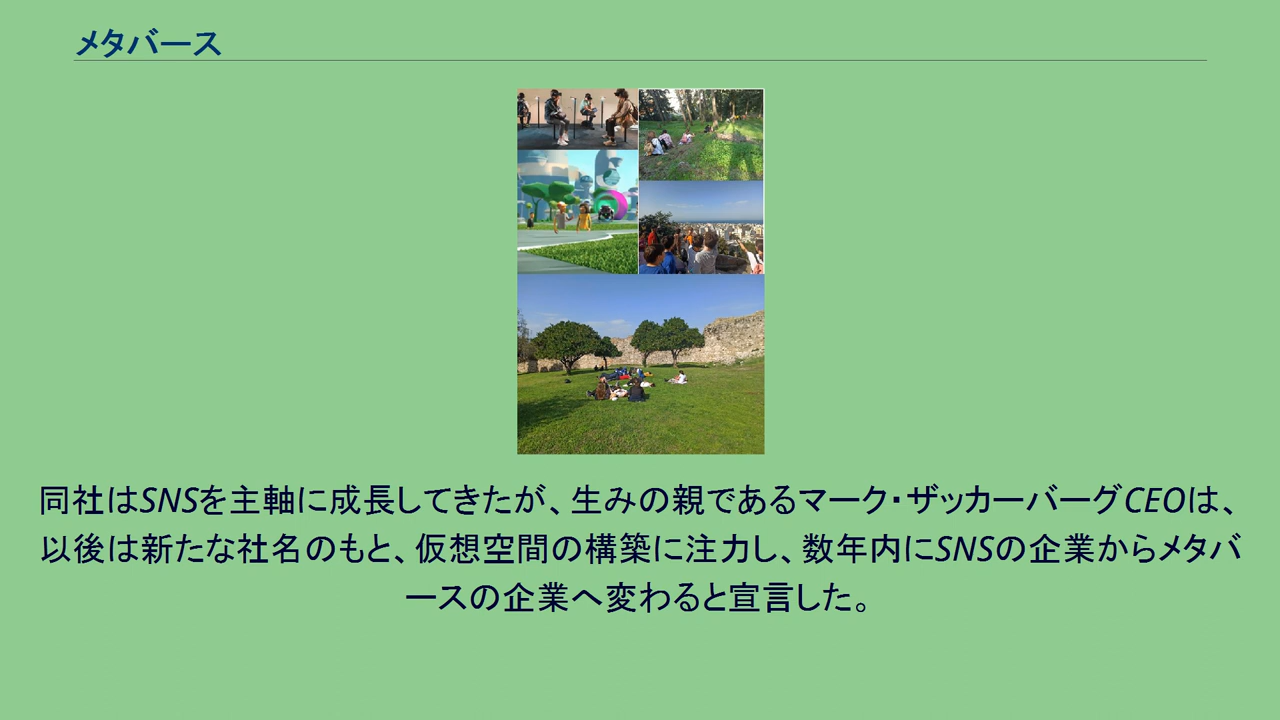 メタバース
同社はSNSを主軸に成長してきたが、生みの親であるマーク・ザッカーバーグCEOは、
以後は新たな社名のもと、仮想空間の構築に注力し、数年内にSNSの企業からメタバ
ースの企業へ変わると宣言した。